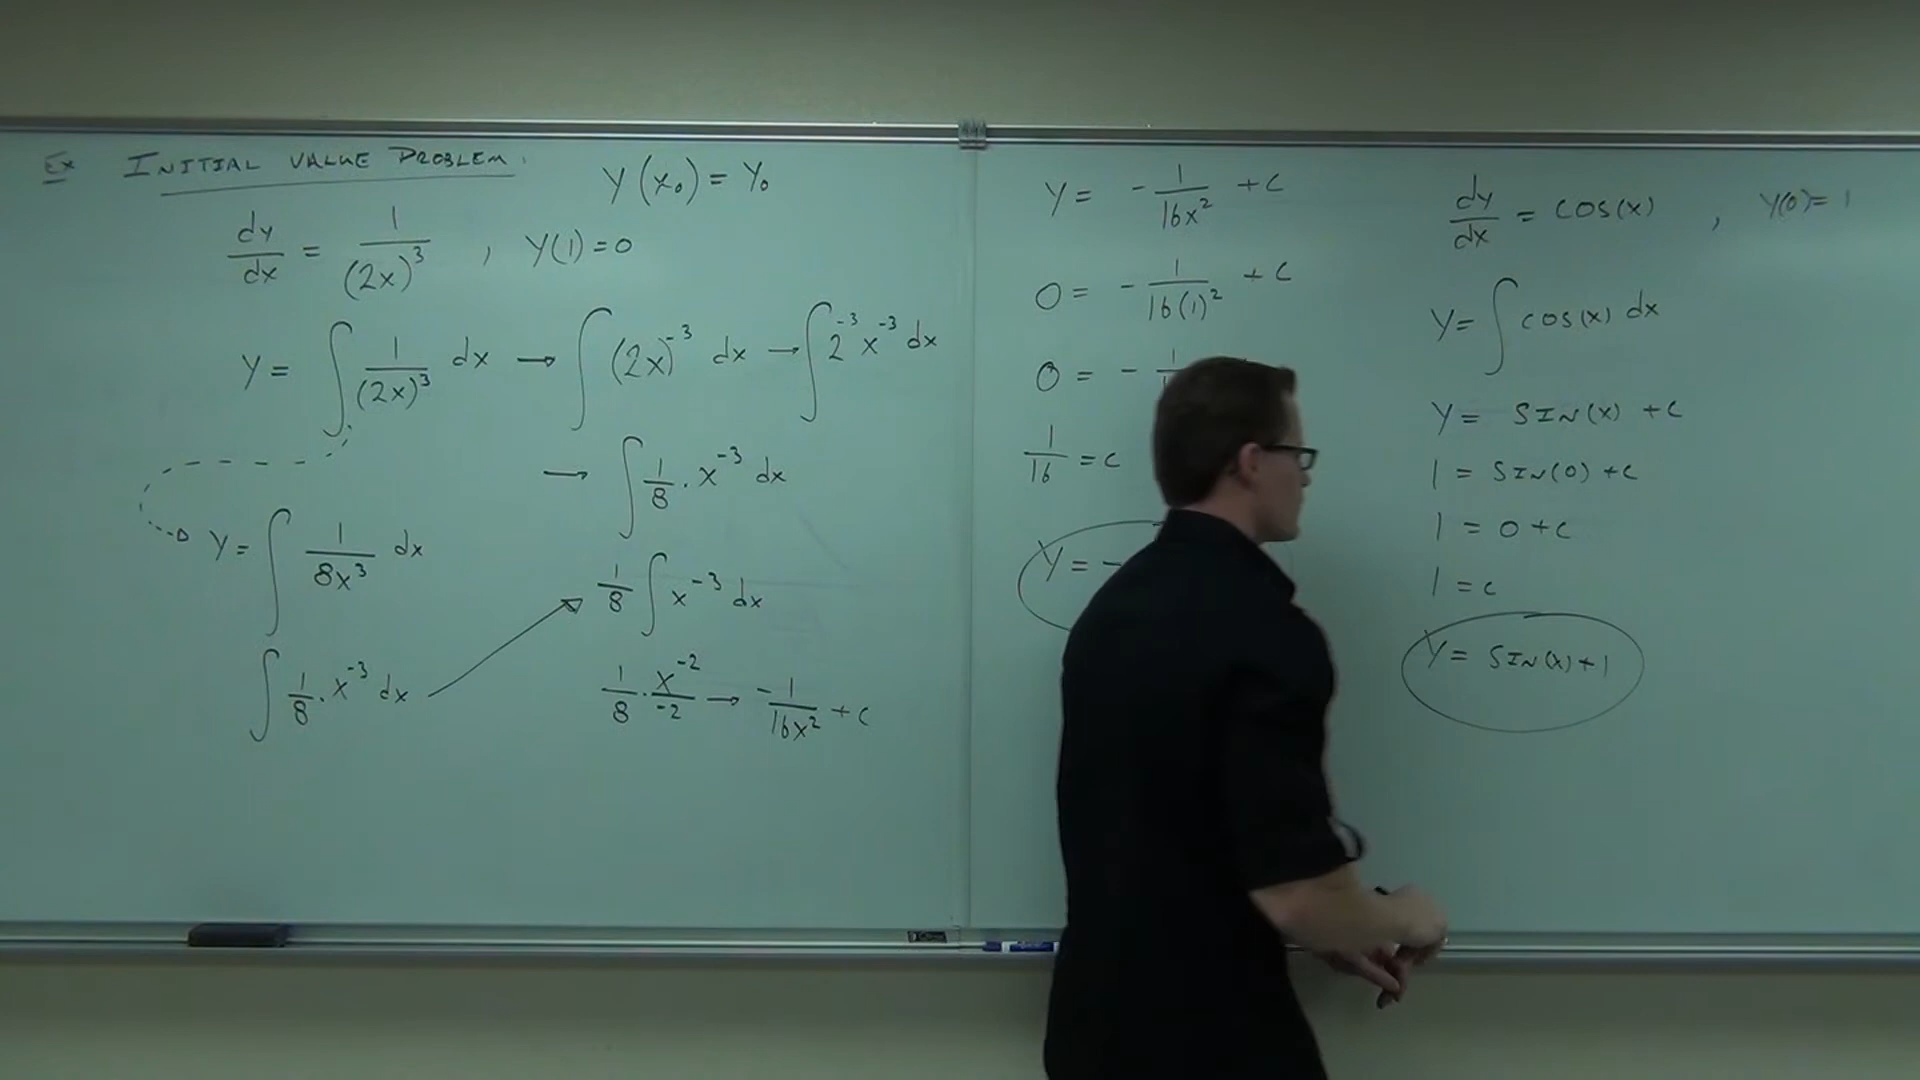 Ex INITIAL VALUE PROBLEM. Y(x₀) = Y₀
dy/dx = 1/(2x)³ , Y(1) = 0
Y = ∫ 1/(2x)³ dx → ∫ (2x)⁻³ dx → ∫ 2⁻³ x⁻³ dx
→ ∫ 1/8 · x⁻³ dx
Y = ∫ 1/8x³ dx
1/8 ∫ x⁻³ dx
∫ 1/8 · x⁻³ dx
1/8 · x⁻²/-2 → -1/16x² + C
Y = -1/16x² + C
0 = -1/16(1)² + C
0 = -1
1/16 = C
Y = -
dy/dx = COS(x) , Y(0) = 1
Y = ∫ COS(x) dx
Y = SIN(x) + C
1 = SIN(0) + C
1 = 0 + C
1 = C
Y = SIN(x) + 1